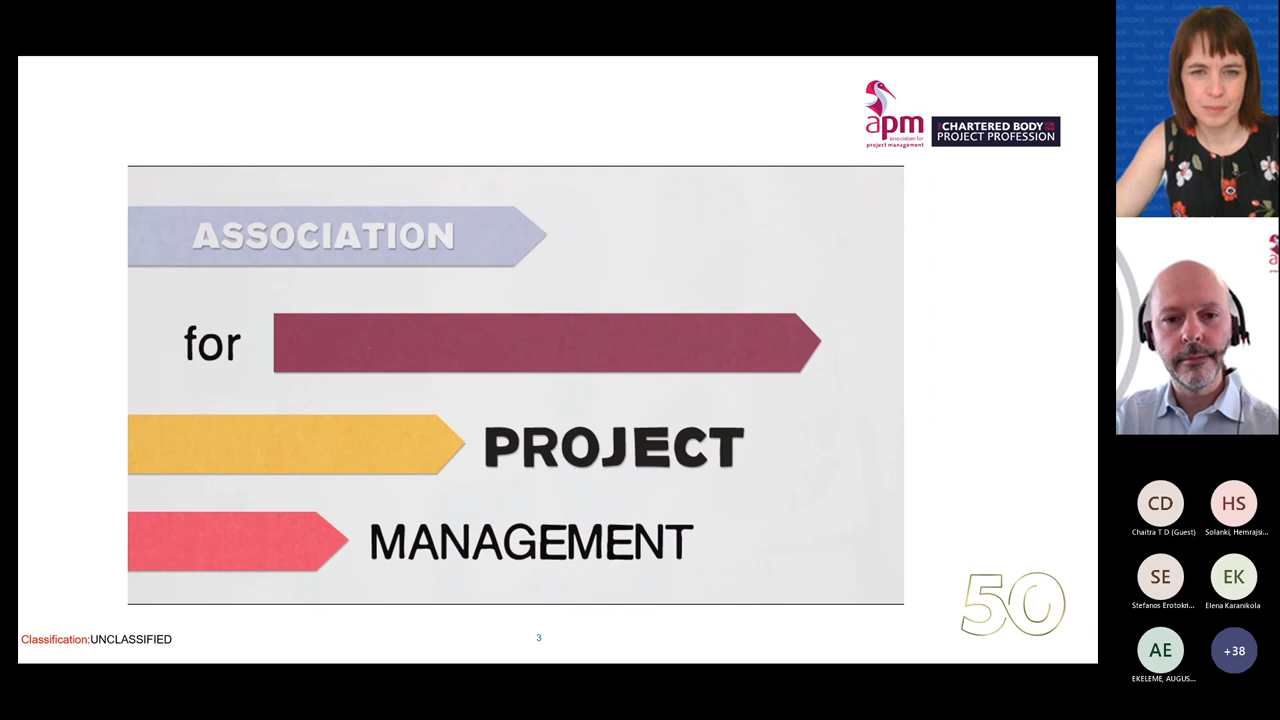 apm
association for
project management
CHARTERED BODY
PROJECT PROFESSION
ASSOCIATION
for
PROJECT
MANAGEMENT
50
Classification:UNCLASSIFIED
3
babcock
CD
HS
Chaitra T D (Guest)
Solanki, Hemrajsi...
SE
EK
Stefanos Erotokri...
Elena Karanikola
AE
+38
EKELEME, AUGUS...